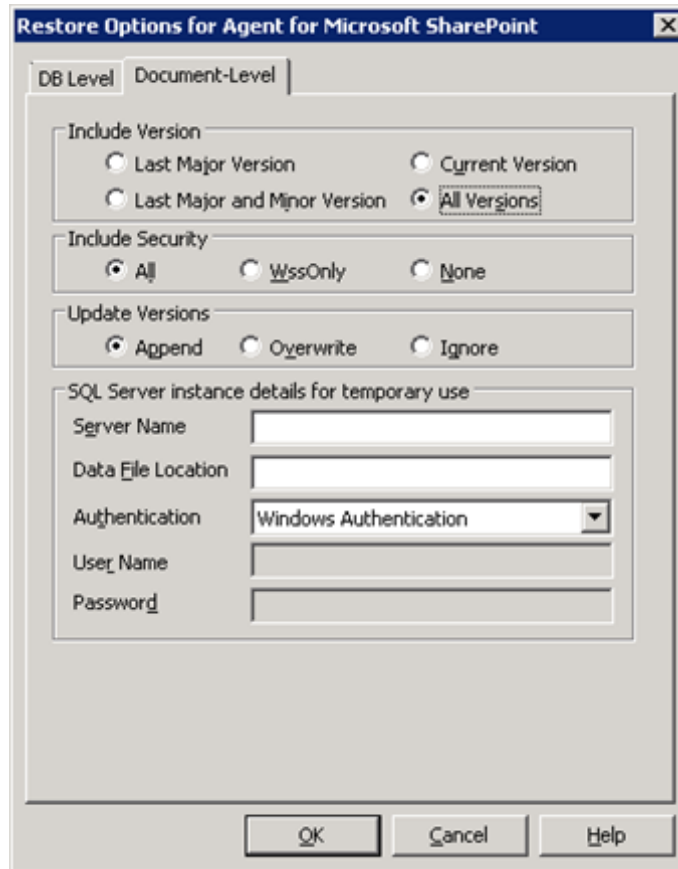 Restore Options for Agent for Microsoft SharePoint
DB Level Document-Level
Include Version
Last Major Version Current Version
Last Major and Minor Version All Versions
Include Security
All WssOnly None
Update Versions
Append Overwrite Ignore
SQL Server instance details for temporary use
Server Name
Data File Location
Authentication Windows Authentication
User Name
Password
OK Cancel Help